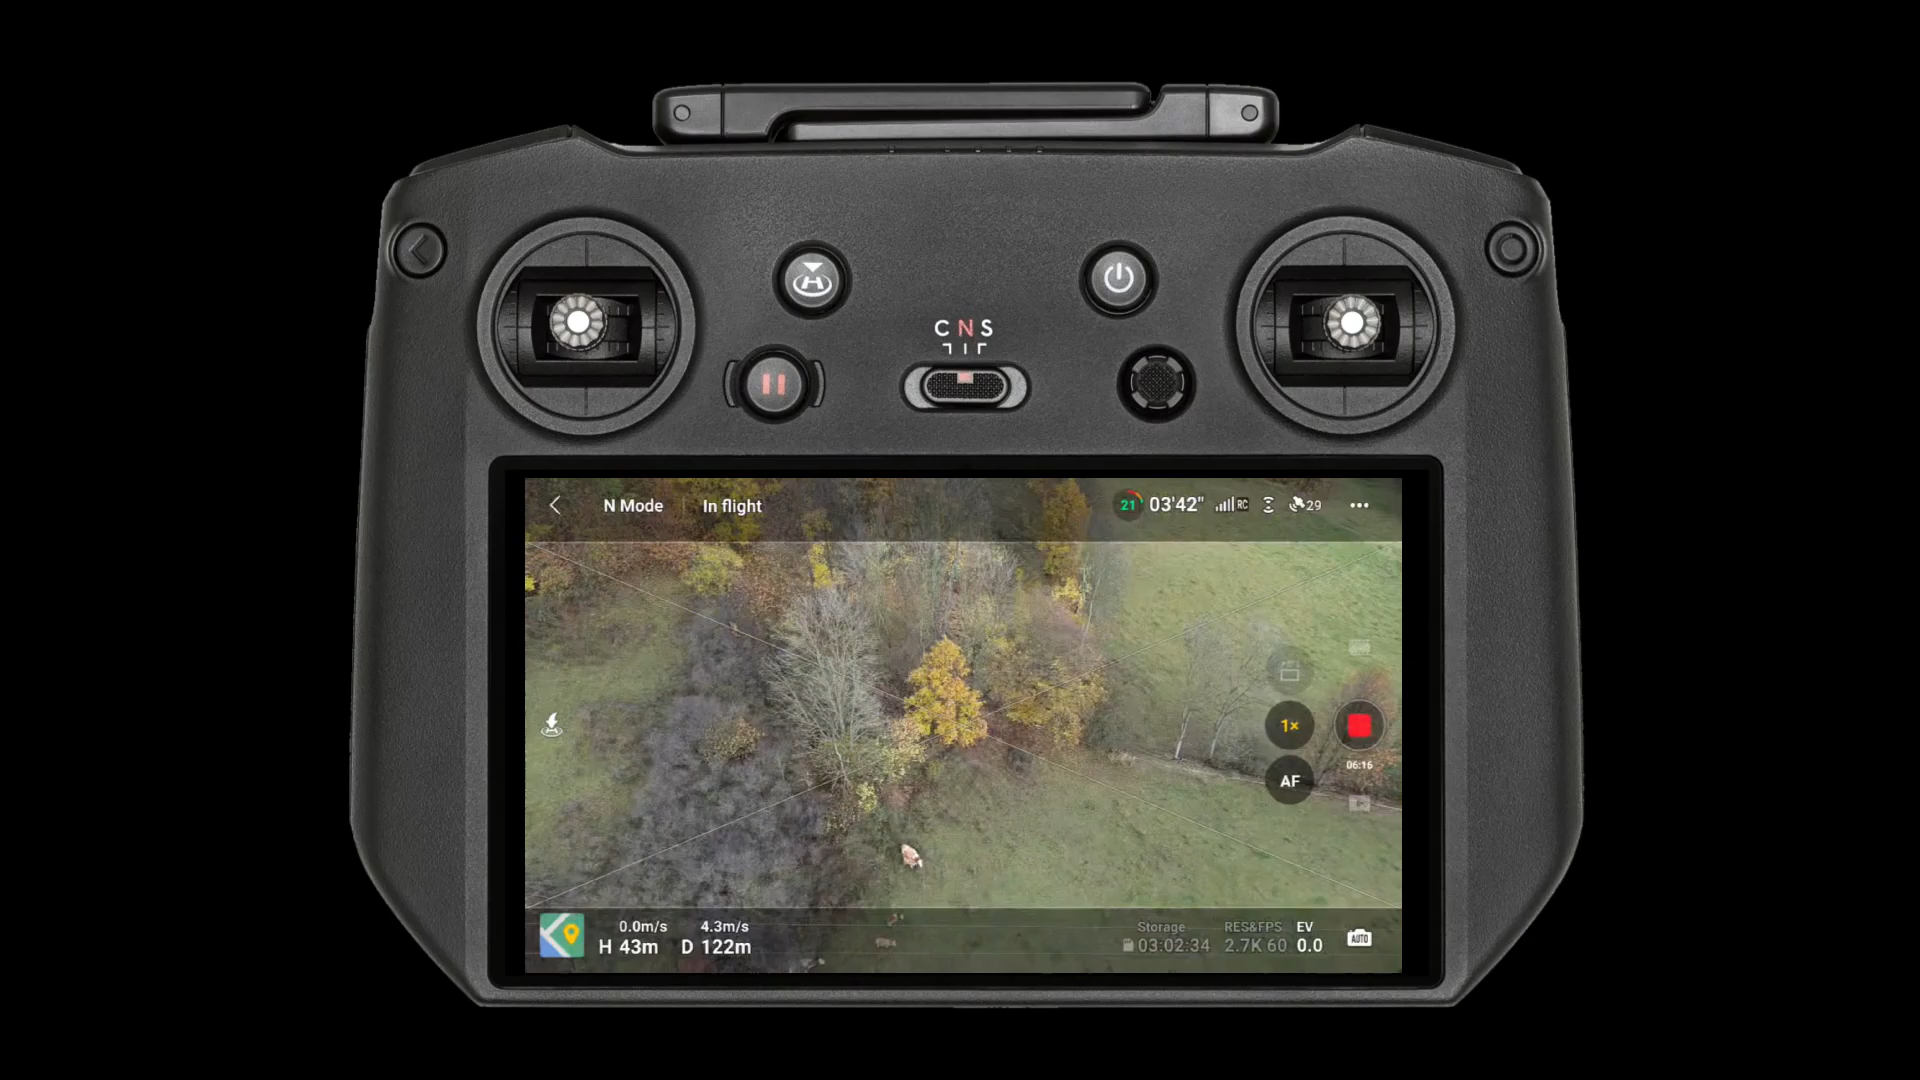 C N S
N Mode
In flight
21
03'42"
RC
29
1×
AF
06:16
0.0m/s
4.3m/s
H 43m
D 122m
Storage
03:02:34
RES&FPS
2.7K 60
EV
0.0
AUTO